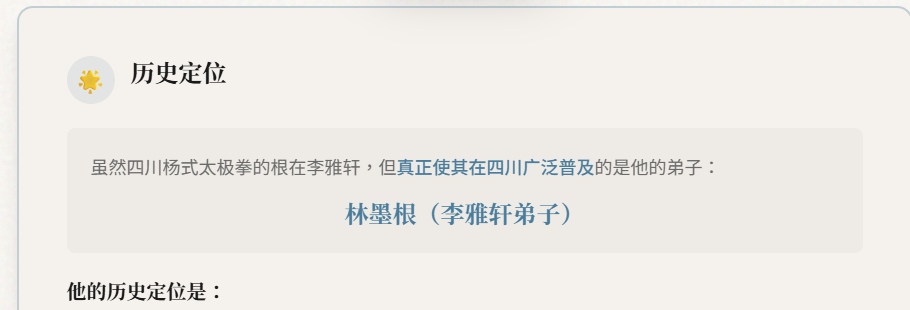 历史定位
虽然四川杨式太极拳的根在李雅轩，但真正使其在四川广泛普及的是他的弟子：
林墨根（李雅轩弟子）
他的历史定位是：